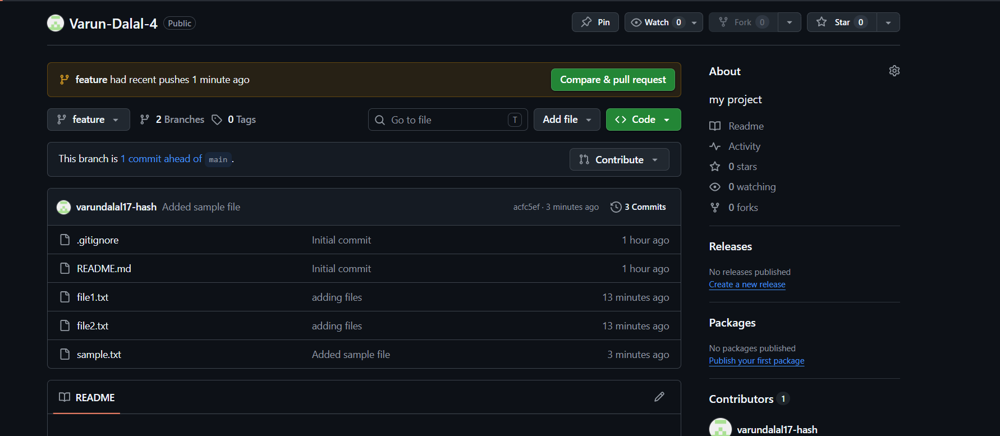 Varun-Dalal-4 Public Pin Watch 0 Fork 0 Star 0
feature had recent pushes 1 minute ago Compare & pull request
feature 2 Branches 0 Tags Go to file T Add file Code
This branch is 1 commit ahead of main . Contribute
varundalal17-hash Added sample file acfc5ef · 3 minutes ago 3 Commits
.gitignore Initial commit 1 hour ago
README.md Initial commit 1 hour ago
file1.txt adding files 13 minutes ago
file2.txt adding files 13 minutes ago
sample.txt Added sample file 3 minutes ago
README
About
my project
Readme
Activity
0 stars
0 watching
0 forks
Releases
No releases published
Create a new release
Packages
No packages published
Publish your first package
Contributors 1
varundalal17-hash